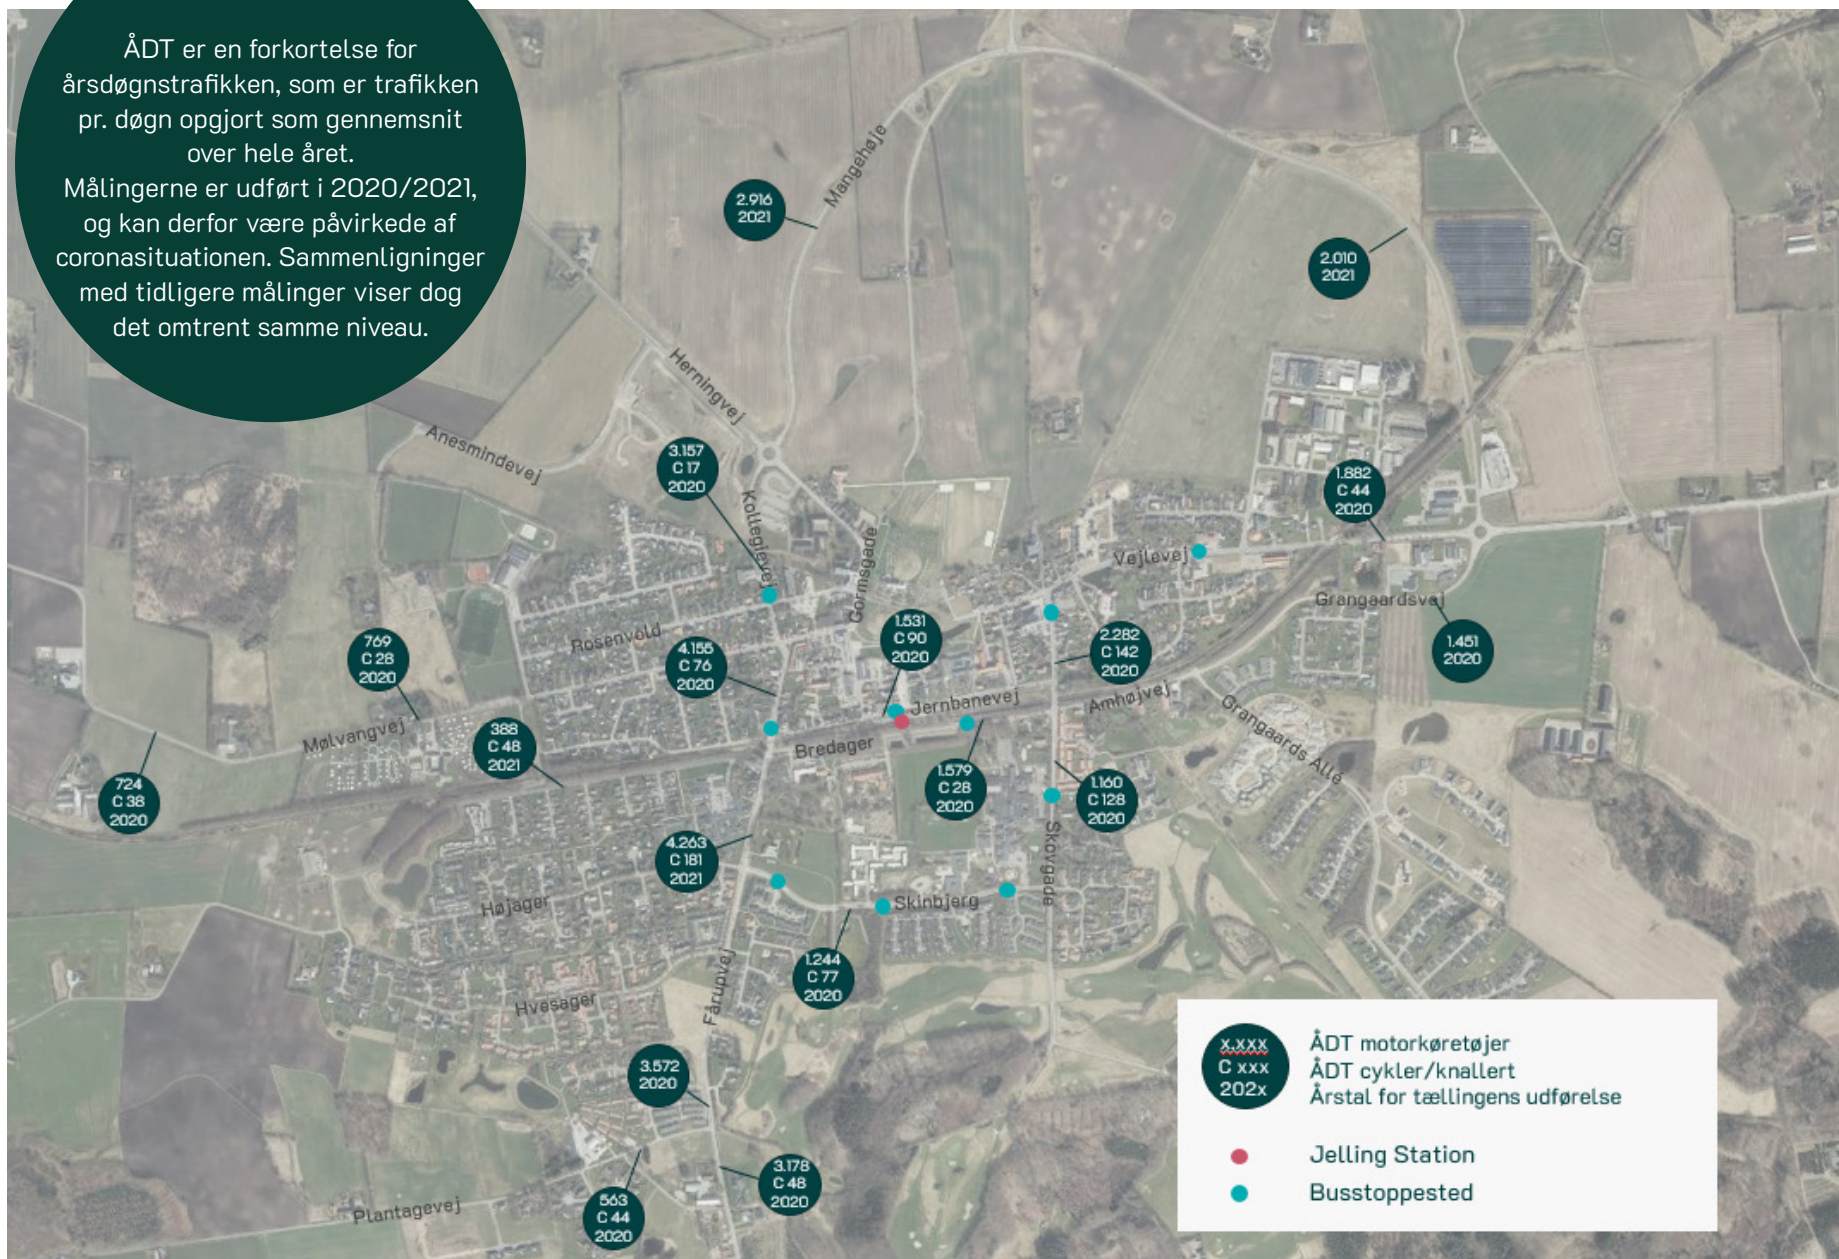 ÅDT er en forkortelse for
årsdøgnstrafikken, som er trafikken
pr. døgn opgjort som gennemsnit
over hele året.
Målingerne er udført i 2020/2021,
og kan derfor være påvirkede af
coronasituationen. Sammenligninger
med tidligere målinger viser dog
det omtrent samme niveau.
Mangehøje
2.916
2021
2.010
2021
Herningvej
Anesmindevej
3.157
C 17
2020
Kollegievej
Gormsgade
1.882
C 44
2020
Vejlevej
Grangaardsvej
Rosenvold
769
C 28
2020
4.155
C 76
2020
1.531
C 90
2020
2.282
C 142
2020
1.451
2020
Mølvangvej
388
C 48
2021
Bredager
Jernbanevej
Amhøjvej
Grangaards Allé
724
C 38
2020
1.579
C 28
2020
1.160
C 128
2020
4.263
C 181
2021
Skovgade
Højager
Skinbjerg
1.244
C 77
2020
Hvesager
Fårupvej
3.572
2020
3.178
C 48
2020
563
C 44
2020
Plantagevej
x.xxx
C xxx
202x
ÅDT motorkøretøjer
ÅDT cykler/knallert
Årstal for tællingens udførelse
Jelling Station
Busstoppested